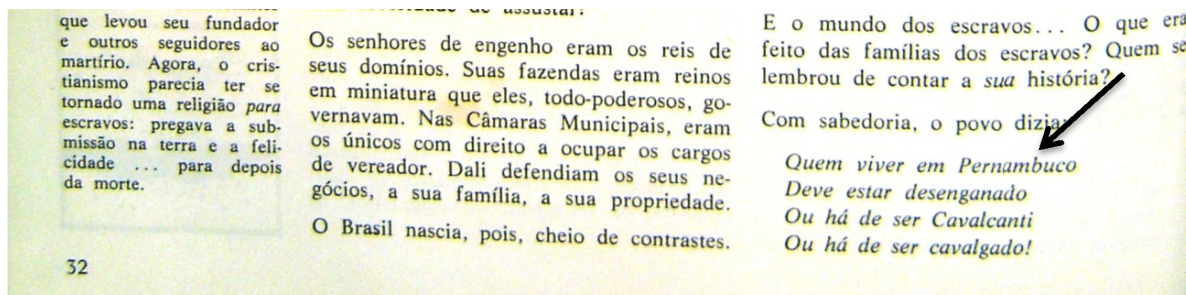 que levou seu fundador
e outros seguidores ao
martírio. Agora, o cris-
tianismo parecia ter se
tornado uma religião para
escravos: pregava a sub-
missão na terra e a feli-
cidade ... para depois
da morte.
32
de assustar!
Os senhores de engenho eram os reis de
seus domínios. Suas fazendas eram reinos
em miniatura que eles, todo-poderosos, go-
vernavam. Nas Câmaras Municipais, eram
os únicos com direito a ocupar os cargos
de vereador. Dali defendiam os seus ne-
gócios, a sua família, a sua propriedade.
O Brasil nascia, pois, cheio de contrastes.
E o mundo dos escravos... O que era
feito das famílias dos escravos? Quem se
lembrou de contar a sua história?
Com sabedoria, o povo dizia:
Quem viver em Pernambuco
Deve estar desenganado
Ou há de ser Cavalcanti
Ou há de ser cavalgado!